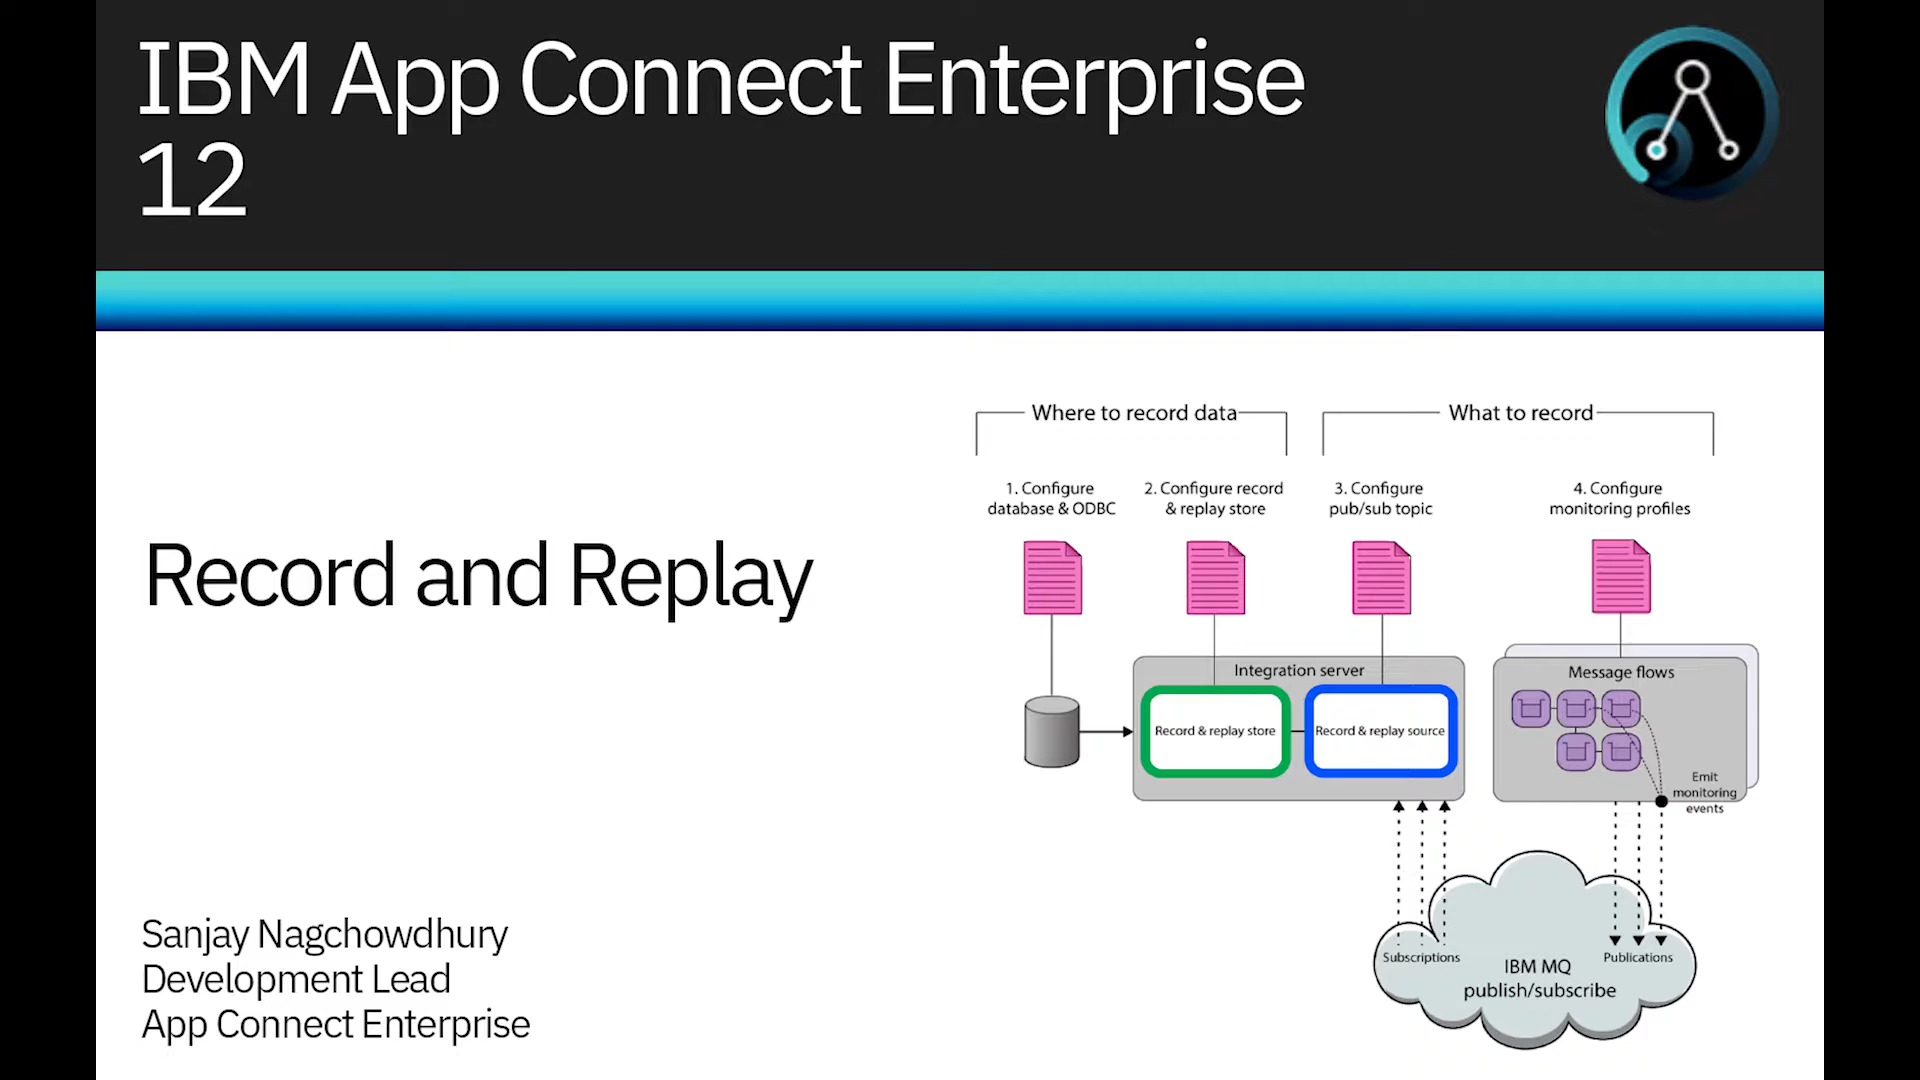 IBM App Connect Enterprise
12
Record and Replay
Where to record data
What to record
1. Configure
database & ODBC
2. Configure record
& replay store
3. Configure
pub/sub topic
4. Configure
monitoring profiles
Integration server
Record & replay store
Record & replay source
Message flows
Emit
monitoring
events
Subscriptions
Publications
IBM MQ
publish/subscribe
Sanjay Nagchowdhury
Development Lead
App Connect Enterprise